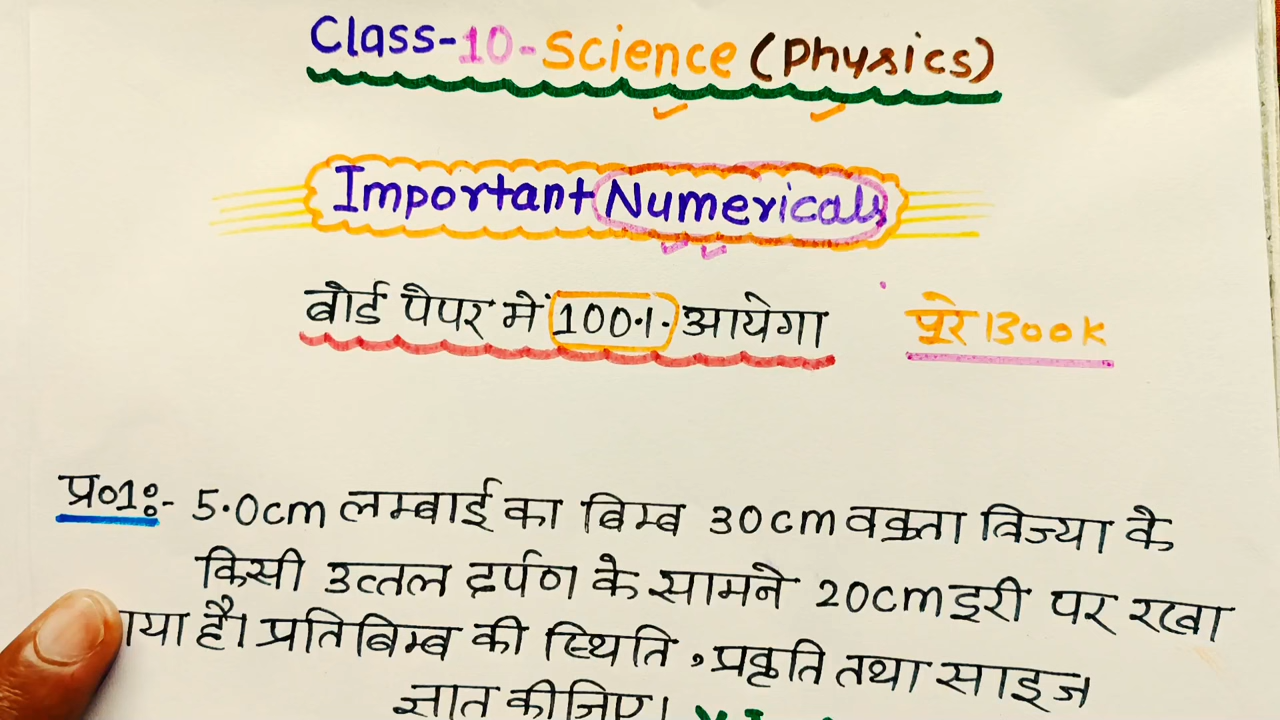 Class-10-Science (Physics)
Important Numericals
बोर्ड पेपर में 100% आयेगा
पूरे Book
प्र०1ः- 5.0cm लम्बाई का बिम्ब 30cm वक्रता त्रिज्या के
किसी उत्तल दर्पण के सामने 20cm दूरी पर रखा
गया है। प्रतिबिम्ब की स्थिति, प्रकृति तथा साइज
ज्ञात कीजिए।